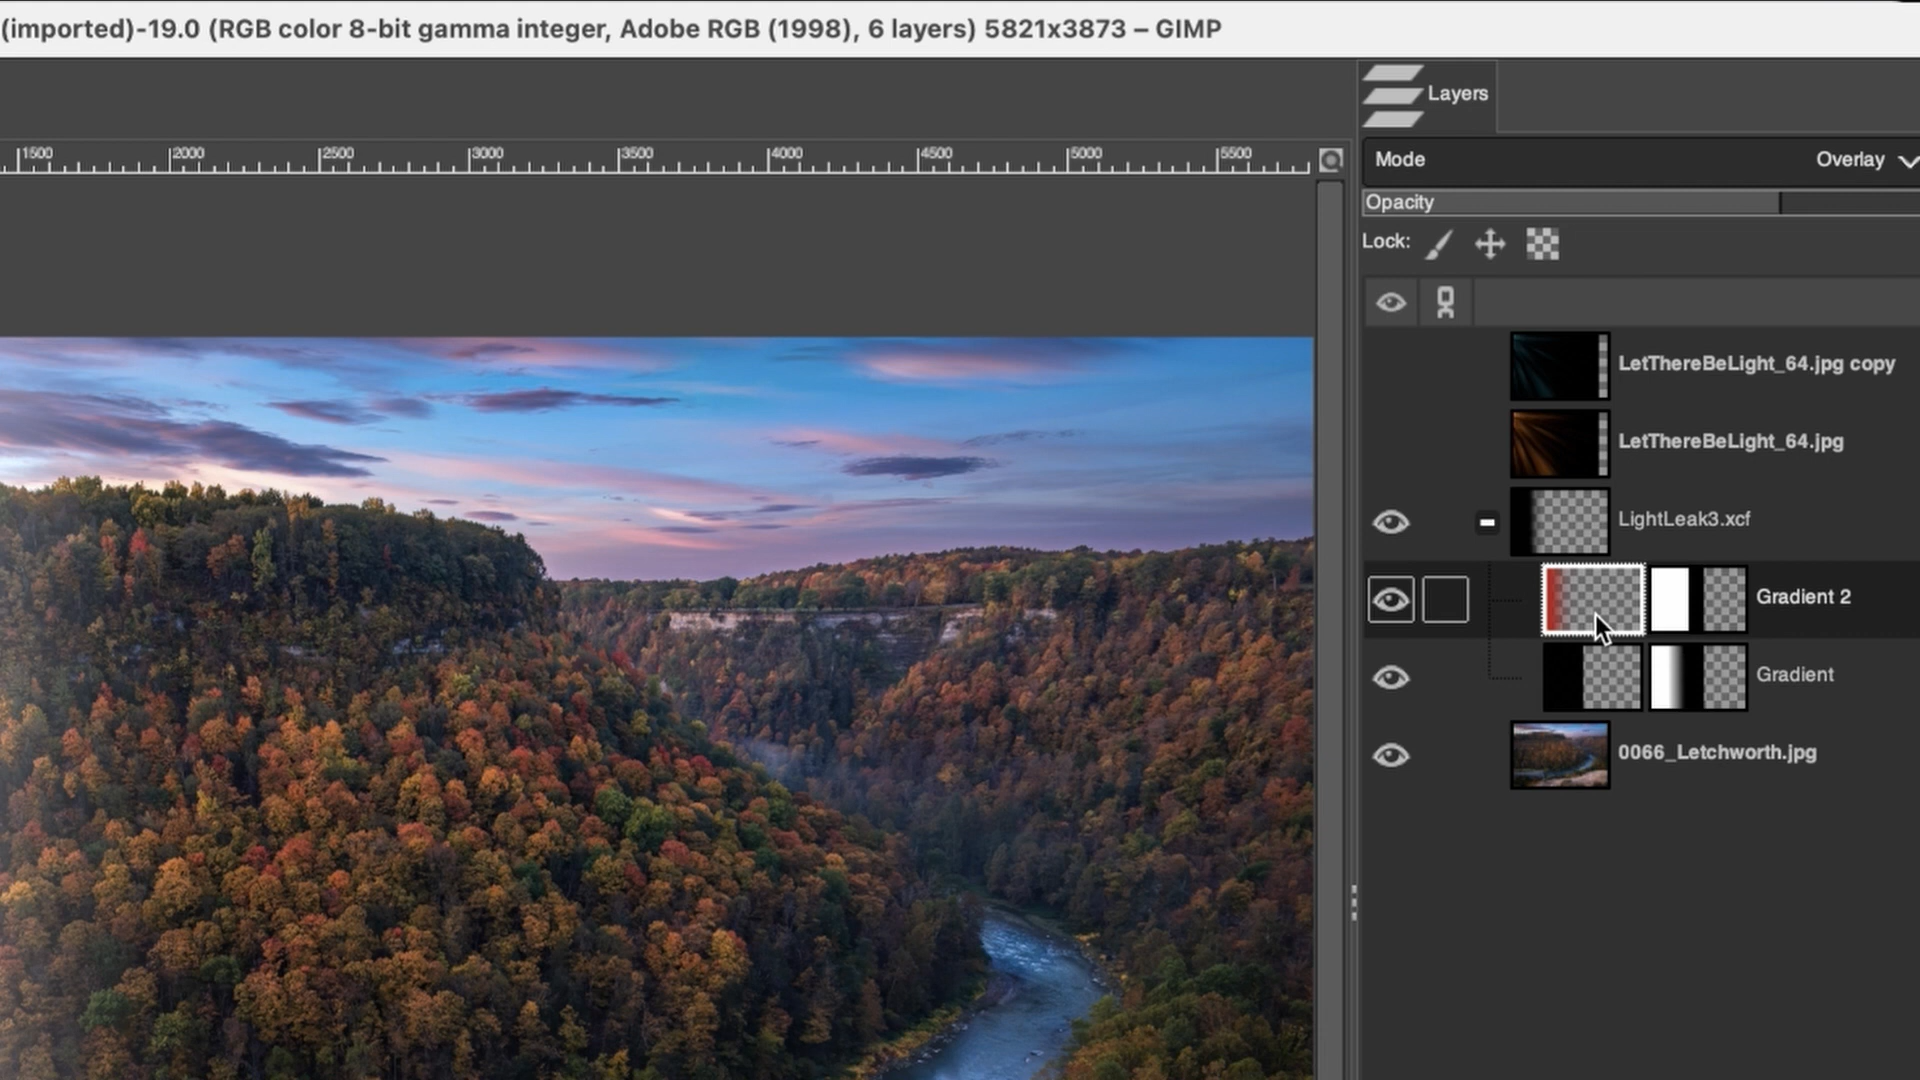 (imported)-19.0 (RGB color 8-bit gamma integer, Adobe RGB (1998), 6 layers) 5821x3873 – GIMP
Layers
1500 2000 2500 3000 3500 4000 4500 5000 5500
Mode Overlay
Opacity
Lock:
LetThereBeLight_64.jpg copy
LetThereBeLight_64.jpg
LightLeak3.xcf
Gradient 2
Gradient
0066_Letchworth.jpg